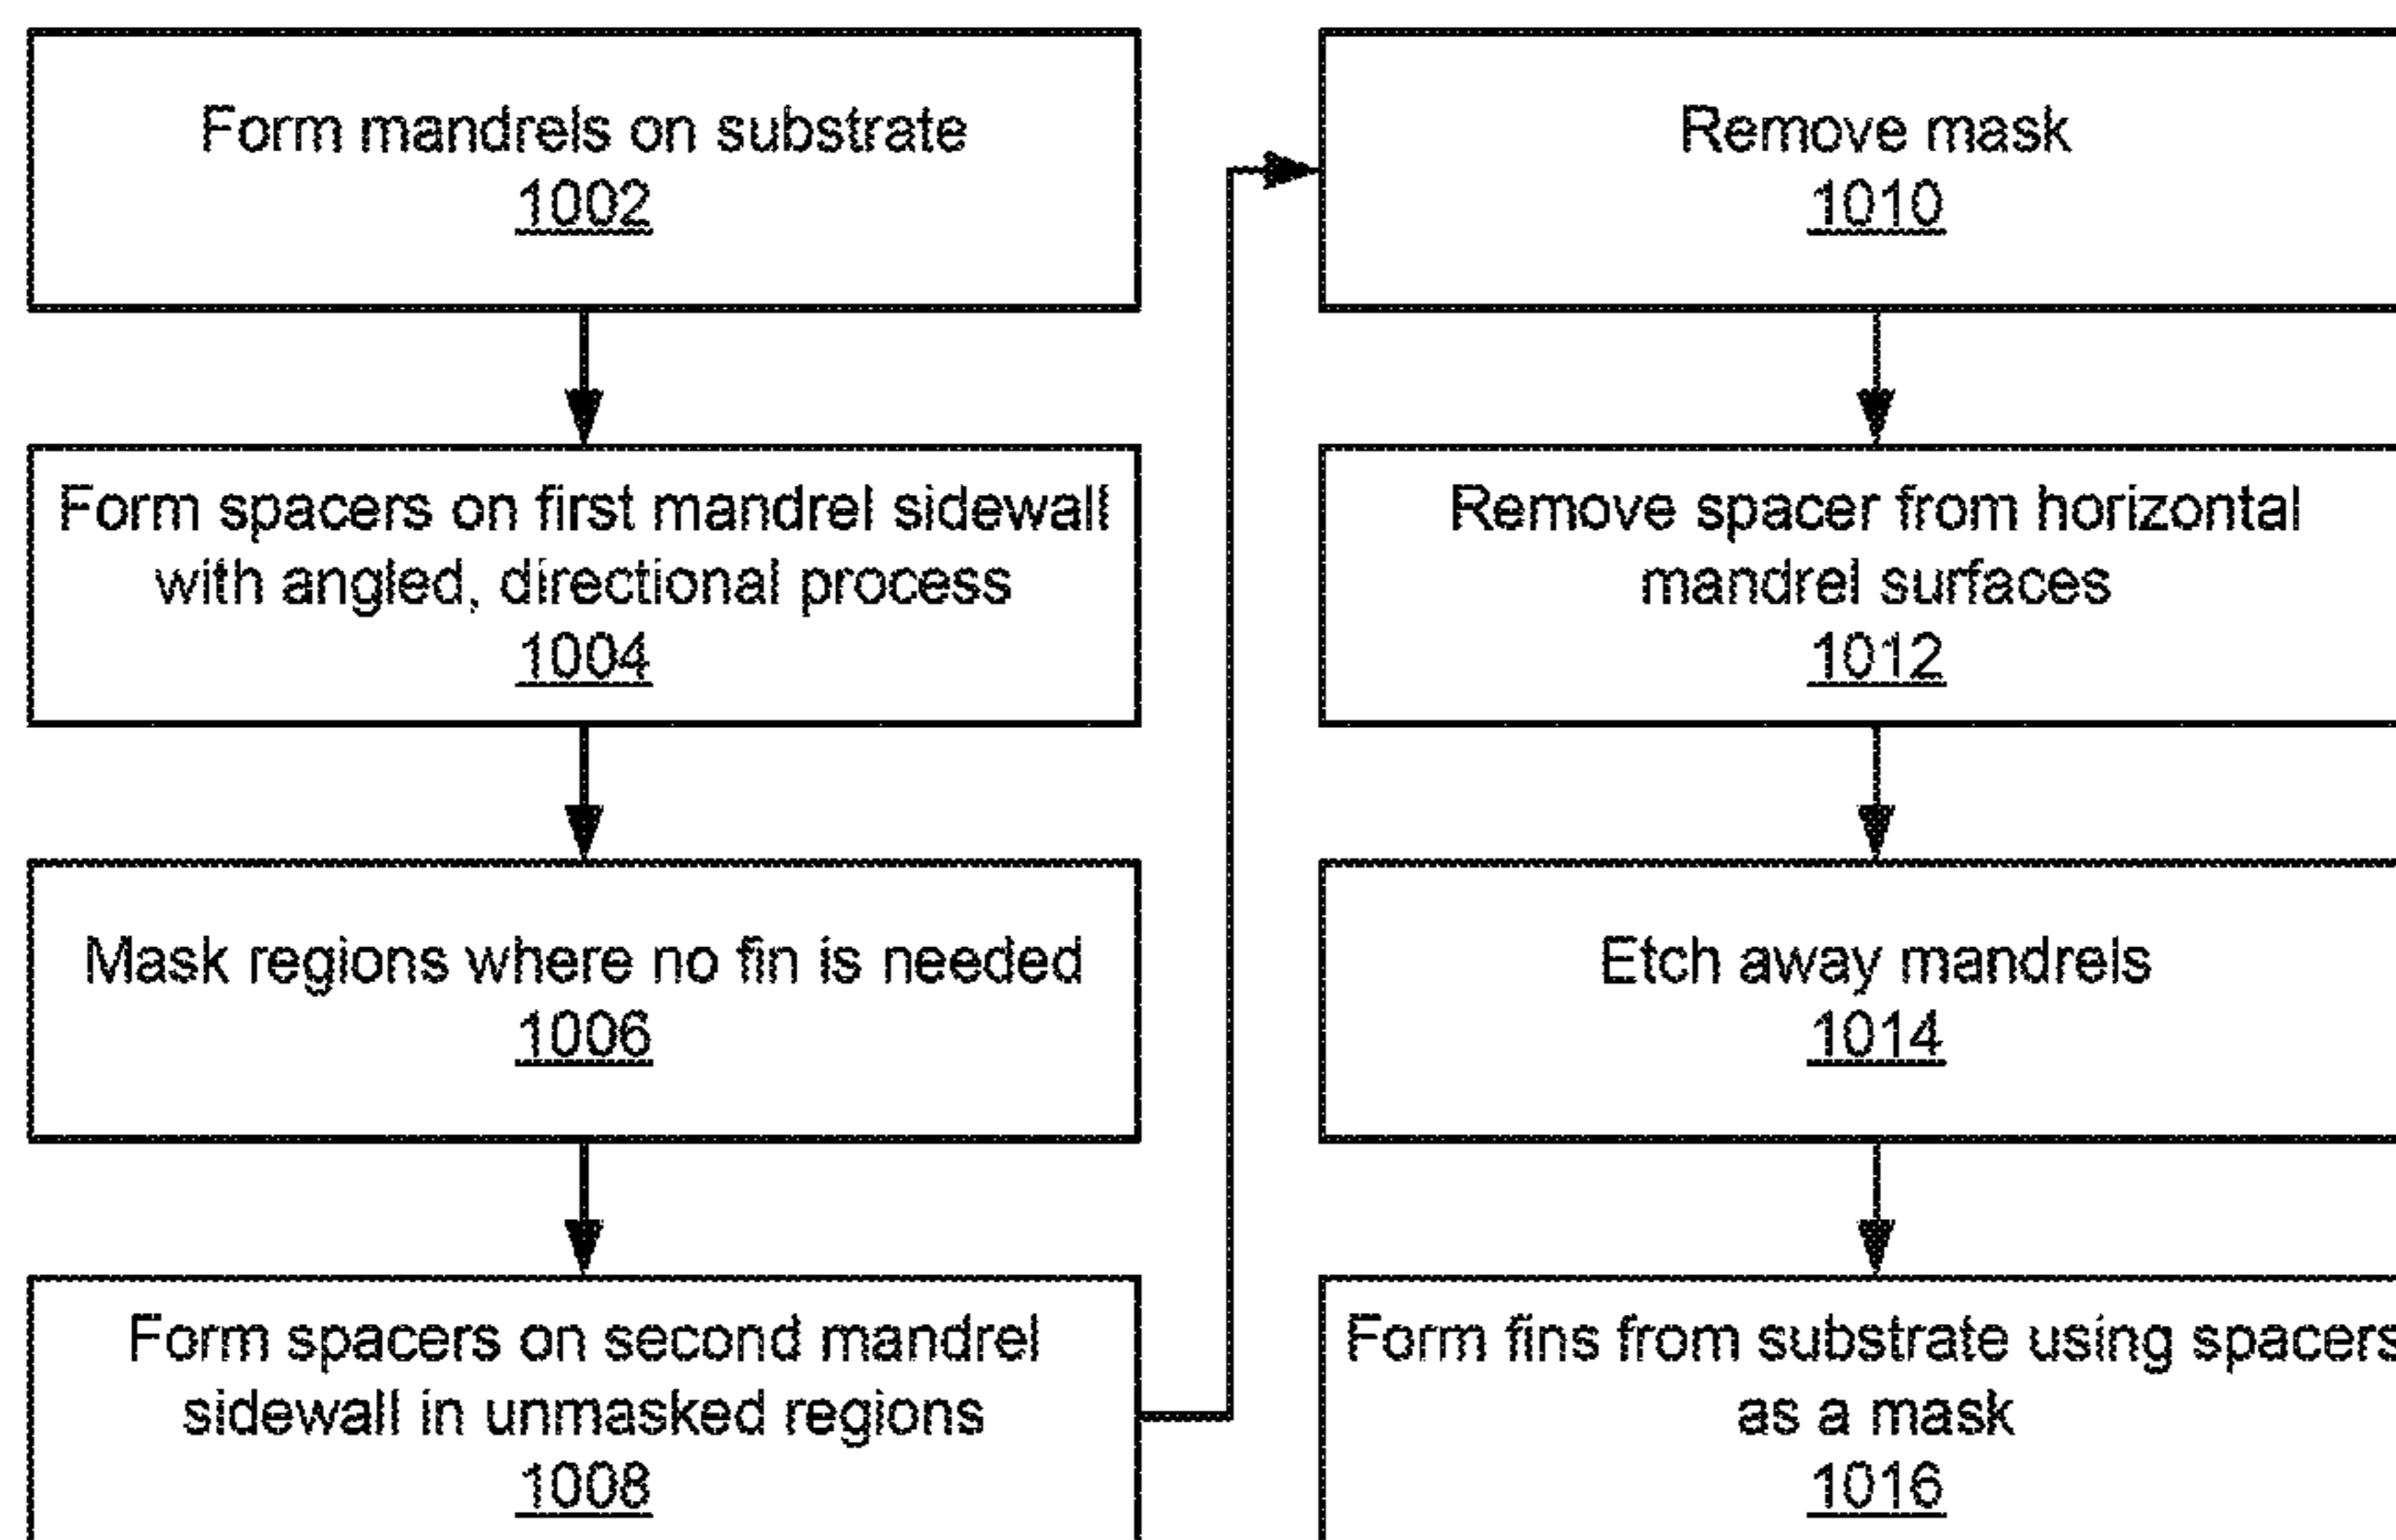 Form mandrels on substrate
1002
Form spacers on first mandrel sidewall
with angled, directional process
1004
Mask regions where no fin is needed
1006
Form spacers on second mandrel
sidewall in unmasked regions
1008
Remove mask
1010
Remove spacer from horizontal
mandrel surfaces
1012
Etch away mandrels
1014
Form fins from substrate using spacers
as a mask
1016